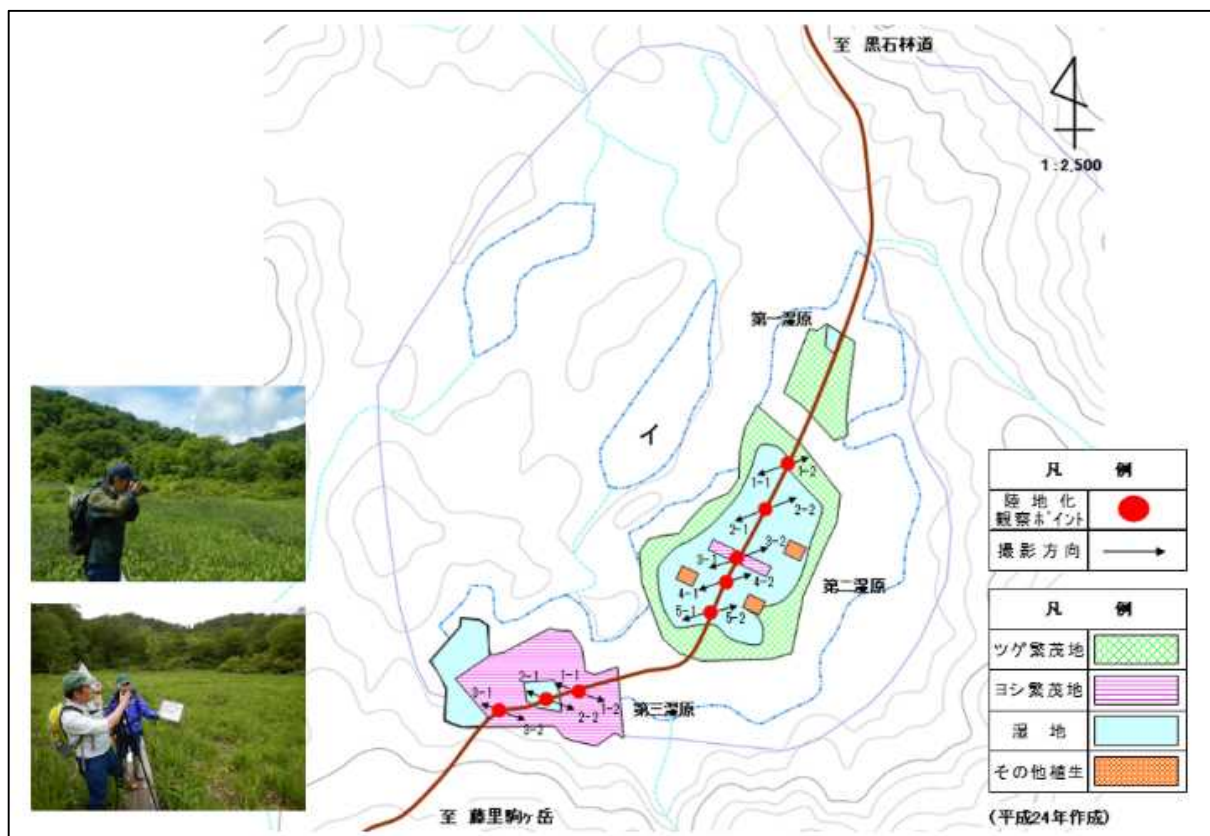 至 黒石林道
1:2,500
第一湿原
イ
1-1
1-2
2-1
2-2
3-1
3-2
4-1
4-2
5-1
5-2
第二湿原
1-1
1-2
2-1
2-2
3-1
3-2
第三湿原
至 藤里駒ヶ岳
凡 例
陸地化
観察ポイント
撮影方向
凡 例
ツゲ繁茂地
ヨシ繁茂地
湿 地
その他植生
(平成24年作成)